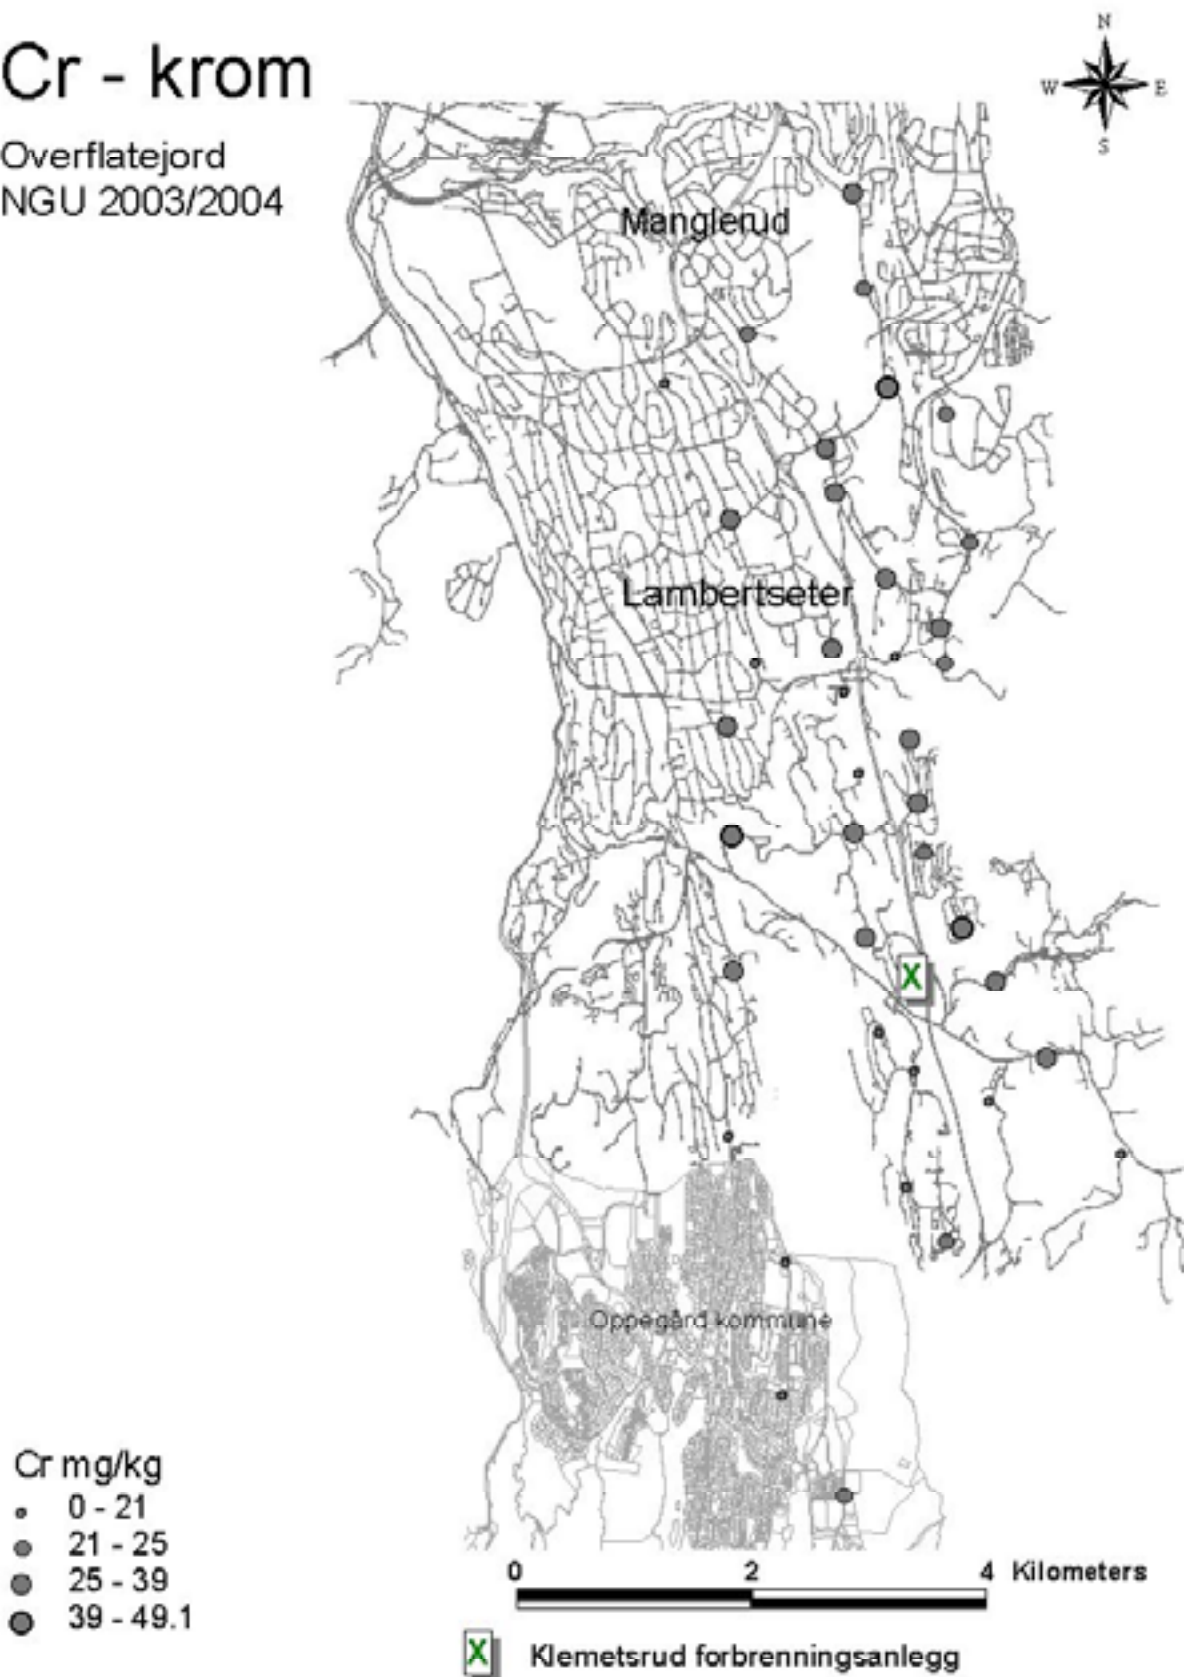 Cr - krom
Overflatejord
NGU 2003/2004
N
W E
S
Manglerud
Lambertseter
X
Oppegård kommune
Cr mg/kg
0 - 21
21 - 25
25 - 39
39 - 49.1
0 2 4 Kilometers
X Klemetsrud forbrenningsanlegg